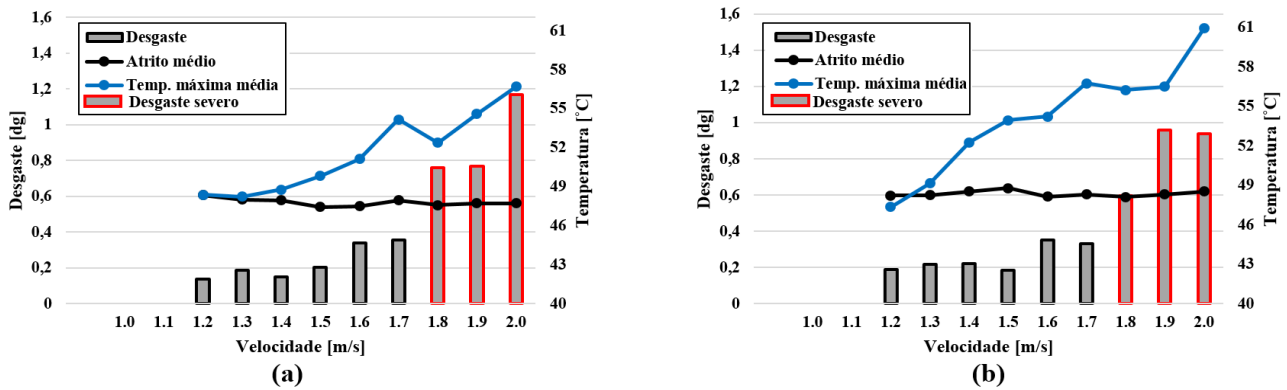 1,6
1,4
1,2
1
0,8
0,6
0,4
0,2
0
Desgaste [dg]
Desgaste
Atrito médio
Temp. máxima média
Desgaste severo
61
58
55
52
49
46
43
40
Temperatura [˚C]
1.0 1.1 1.2 1.3 1.4 1.5 1.6 1.7 1.8 1.9 2.0
Velocidade [m/s]
(a)
1,6
1,4
1,2
1
0,8
0,6
0,4
0,2
0
Desgaste [dg]
Desgaste
Atrito médio
Temp. máxima média
Desgaste severo
61
58
55
52
49
46
43
40
Temperatura [˚C]
1.0 1.1 1.2 1.3 1.4 1.5 1.6 1.7 1.8 1.9 2.0
Velocidade [m/s]
(b)